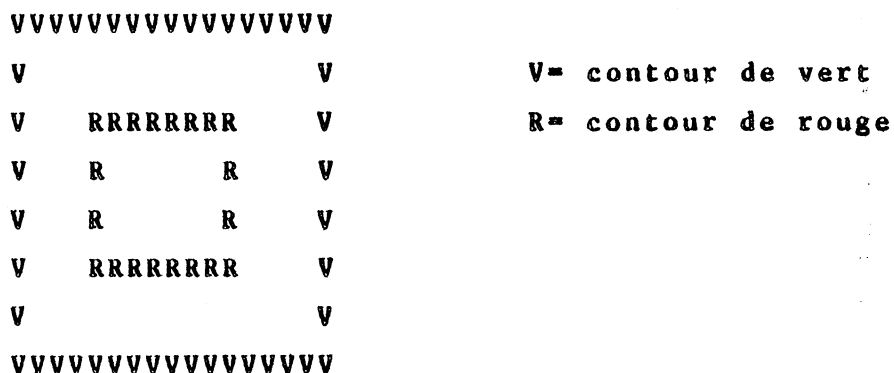 VVVVVVVVVVVVVVVVV
V V V= contour de vert
V RRRRRRRR V R= contour de rouge
V R R V
V R R V
V RRRRRRRR V
V V
VVVVVVVVVVVVVVVVV